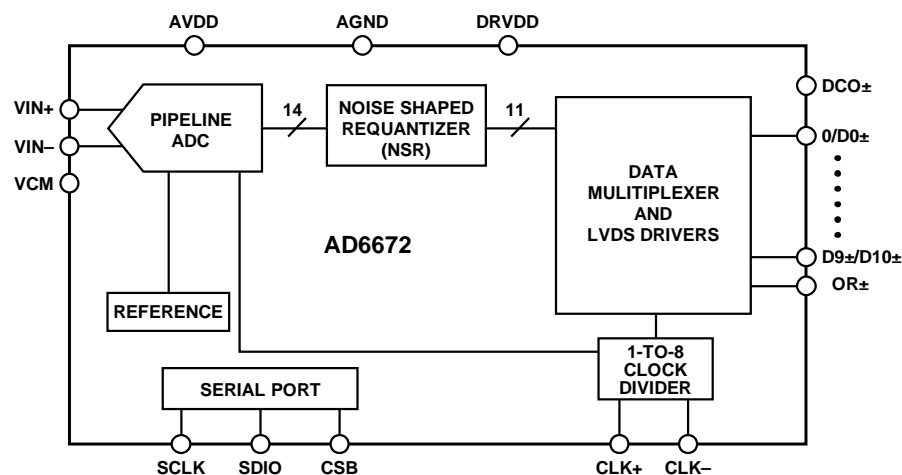 AVDD AGND DRVDD
VIN+
VIN–
VCM
PIPELINE
ADC
14
NOISE SHAPED
REQUANTIZER
(NSR)
11
DATA
MULITIPLEXER
AND
LVDS DRIVERS
DCO±
0/D0±
D9±/D10±
OR±
AD6672
REFERENCE
1-TO-8
CLOCK
DIVIDER
SERIAL PORT
SCLK SDIO CSB CLK+ CLK–